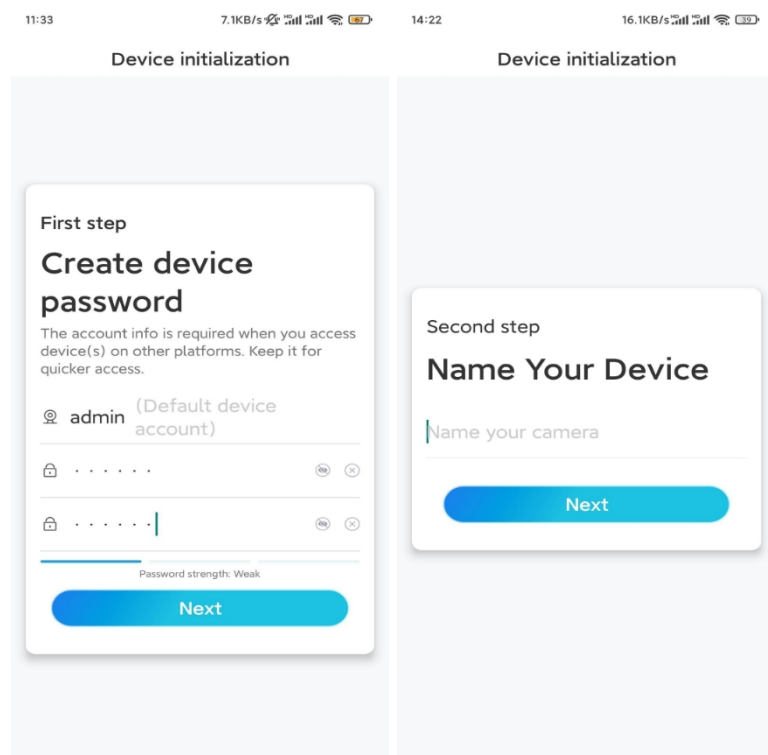 11:33
7.1KB/s
67
Device initialization
First step
Create device
password
The account info is required when you access
device(s) on other platforms. Keep it for
quicker access.
admin
(Default device
account)
Password strength: Weak
Next
14:22
16.1KB/s
39
Device initialization
Second step
Name Your Device
Name your camera
Next